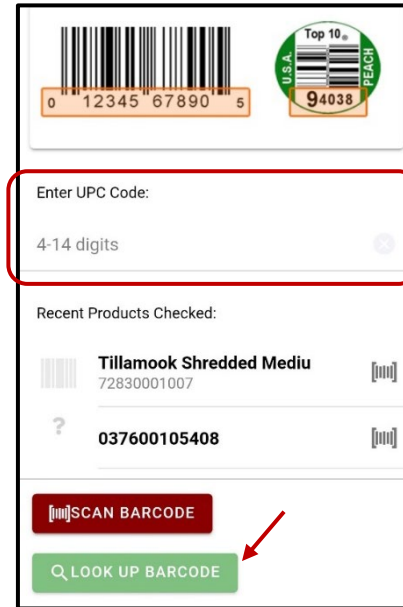 Top 10®
U.S.A.
PEACH
0 12345 67890 5
94038
Enter UPC Code:
4-14 digits
Recent Products Checked:
Tillamook Shredded Mediu
72830001007
?
037600105408
SCAN BARCODE
LOOK UP BARCODE